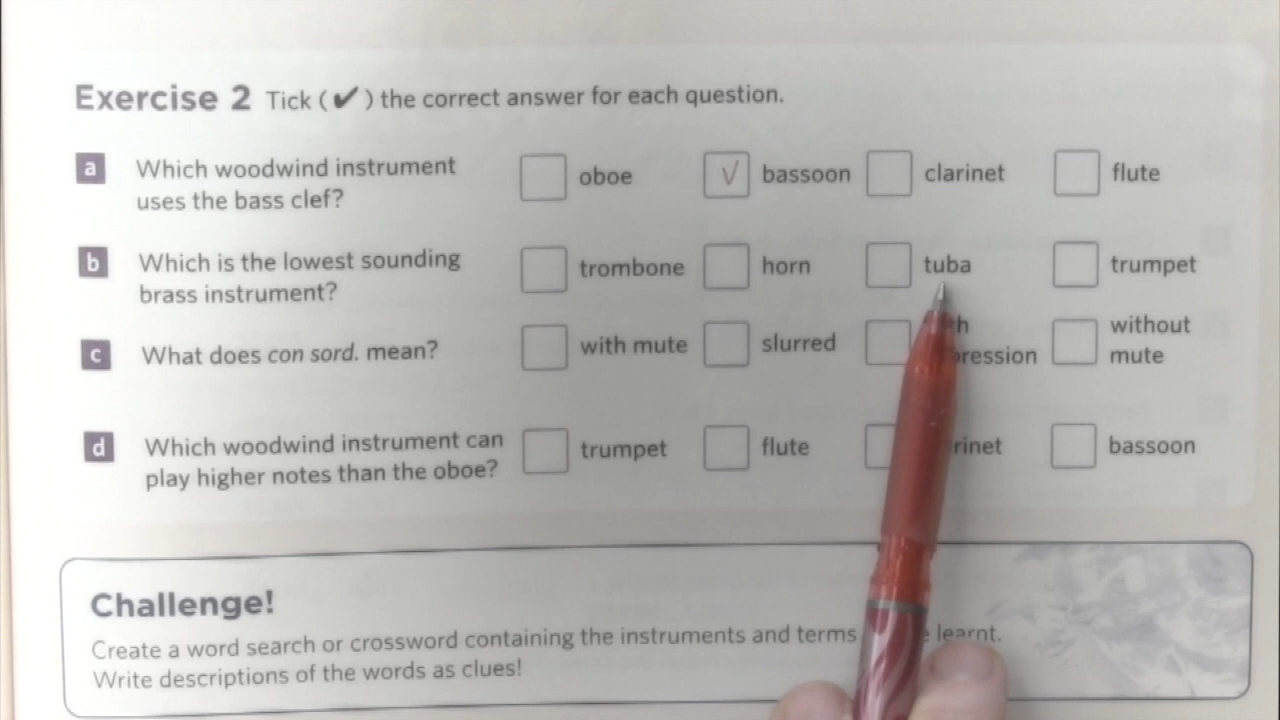 Exercise 2 Tick (✔) the correct answer for each question.
a Which woodwind instrument oboe √ bassoon clarinet flute
uses the bass clef?
b Which is the lowest sounding trombone horn tuba trumpet
brass instrument?
c What does con sord. mean? with mute slurred without
mute
d Which woodwind instrument can trumpet flute bassoon
play higher notes than the oboe?
Challenge!
Create a word search or crossword containing the instruments and terms learnt.
Write descriptions of the words as clues!